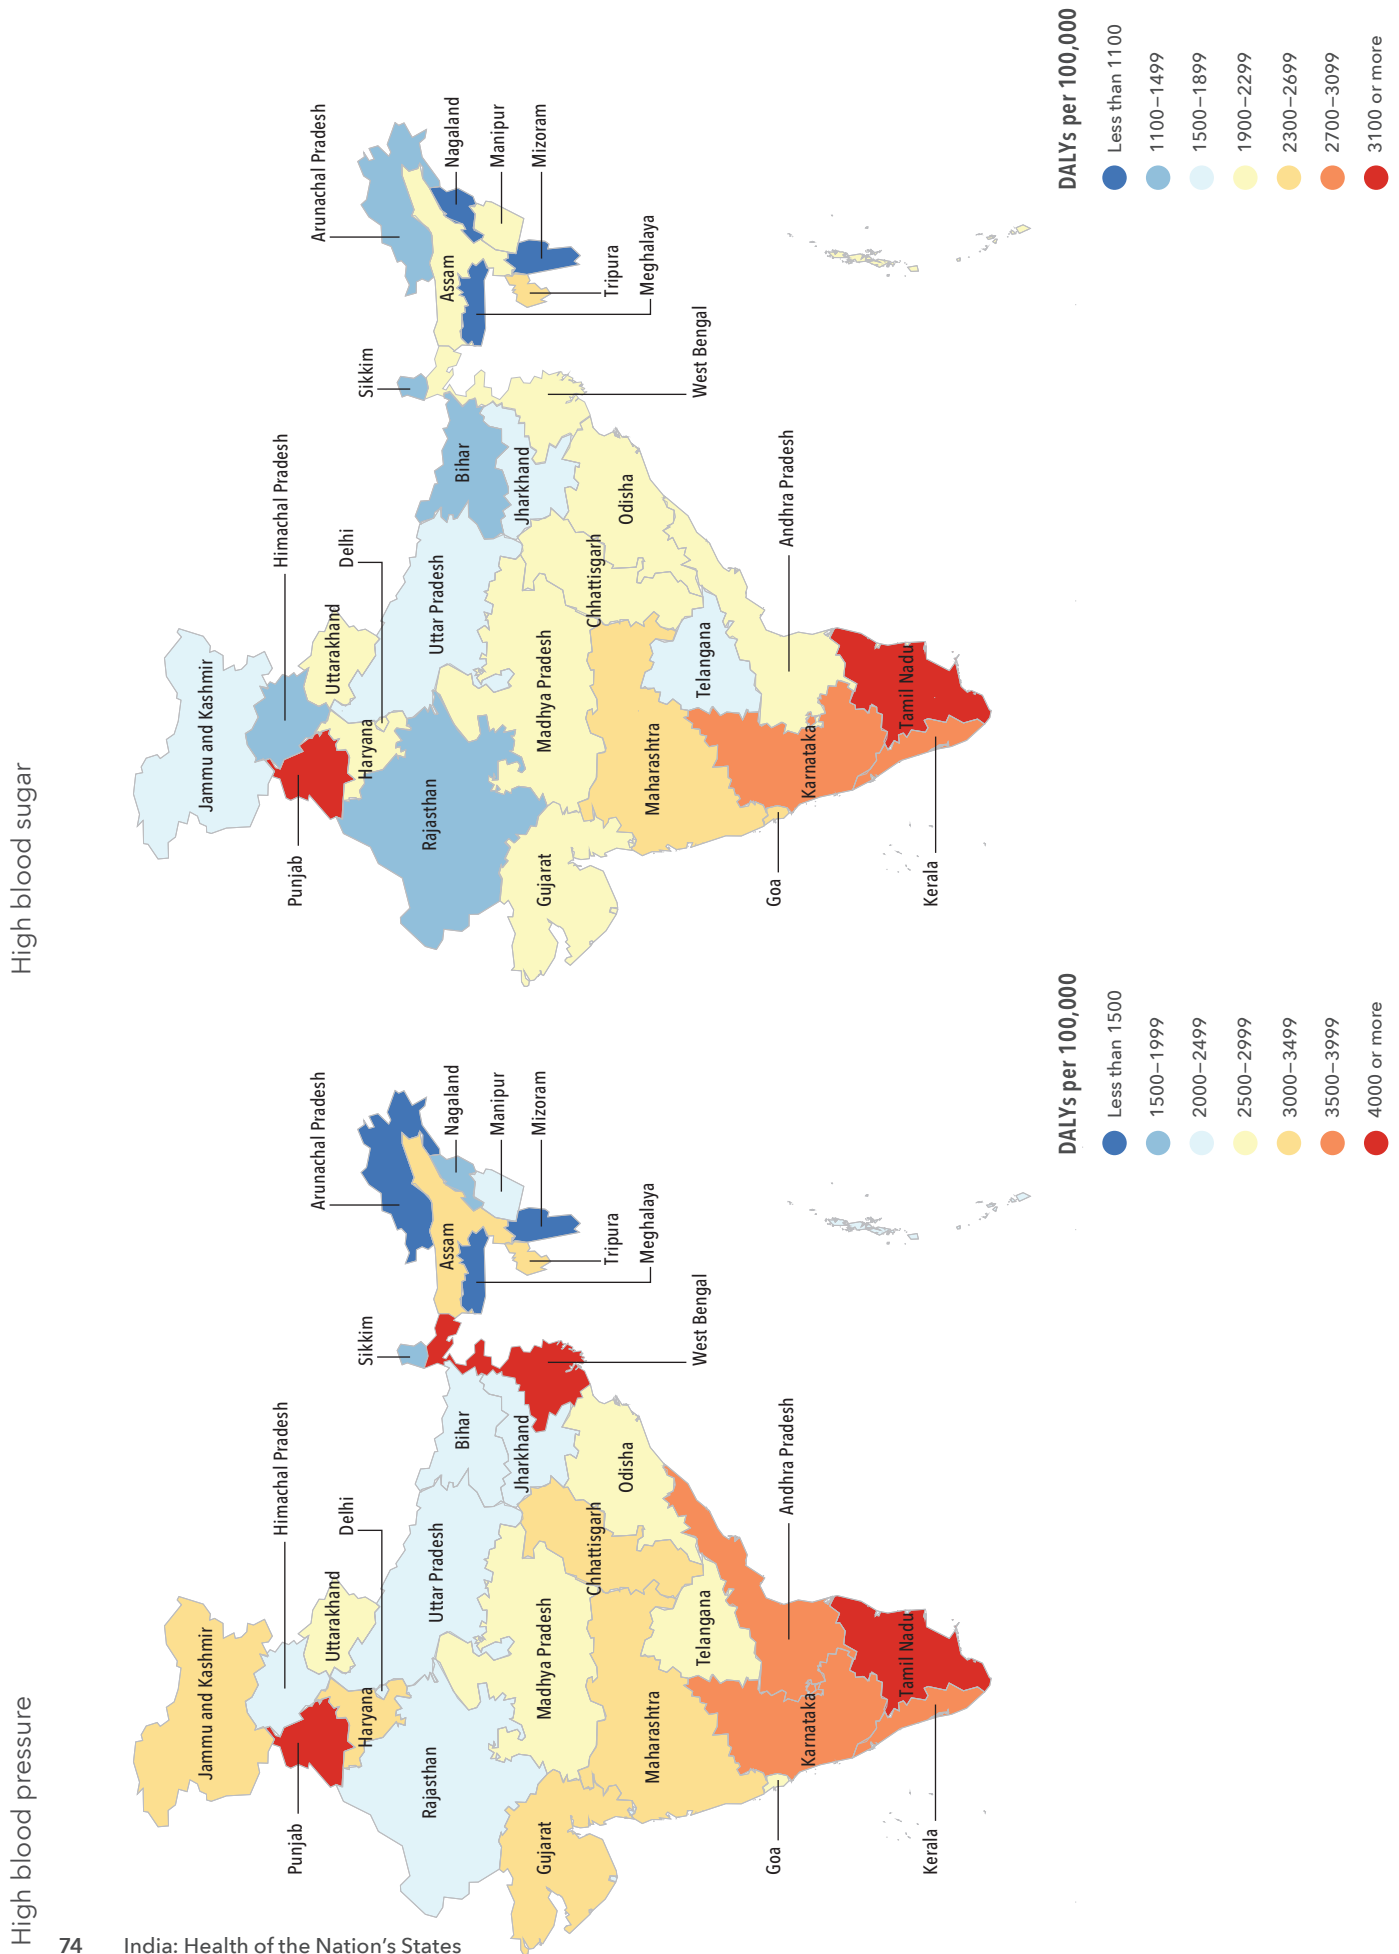 High blood pressure
Jammu and Kashmir
Himachal Pradesh
Punjab
Uttarakhand
Delhi
Haryana
Sikkim
Arunachal Pradesh
Rajasthan
Uttar Pradesh
Bihar
Assam
Nagaland
Manipur
Mizoram
Tripura
Meghalaya
West Bengal
Jharkhand
Gujarat
Madhya Pradesh
Chhattisgarh
Odisha
Maharashtra
Telangana
Andhra Pradesh
Goa
Karnataka
Tamil Nadu
Kerala
DALYs per 100,000
Less than 1500
1500–1999
2000–2499
2500–2999
3000–3499
3500–3999
4000 or more
High blood sugar
Jammu and Kashmir
Himachal Pradesh
Punjab
Uttarakhand
Delhi
Haryana
Sikkim
Arunachal Pradesh
Rajasthan
Uttar Pradesh
Bihar
Assam
Nagaland
Manipur
Mizoram
Tripura
Meghalaya
West Bengal
Jharkhand
Gujarat
Madhya Pradesh
Chhattisgarh
Odisha
Maharashtra
Telangana
Andhra Pradesh
Goa
Karnataka
Tamil Nadu
Kerala
DALYs per 100,000
Less than 1100
1100–1499
1500–1899
1900–2299
2300–2699
2700–3099
3100 or more
74 India: Health of the Nation's States